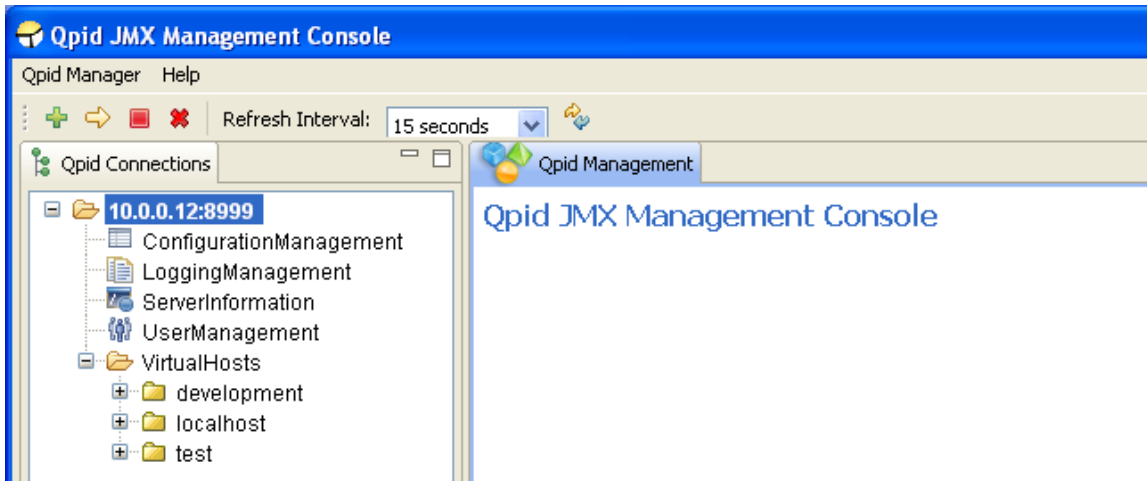 Qpid JMX Management Console
Qpid Manager Help
Refresh Interval: 15 seconds
Qpid Connections
Qpid Management
10.0.0.12:8999
Qpid JMX Management Console
ConfigurationManagement
LoggingManagement
ServerInformation
UserManagement
VirtualHosts
development
localhost
test